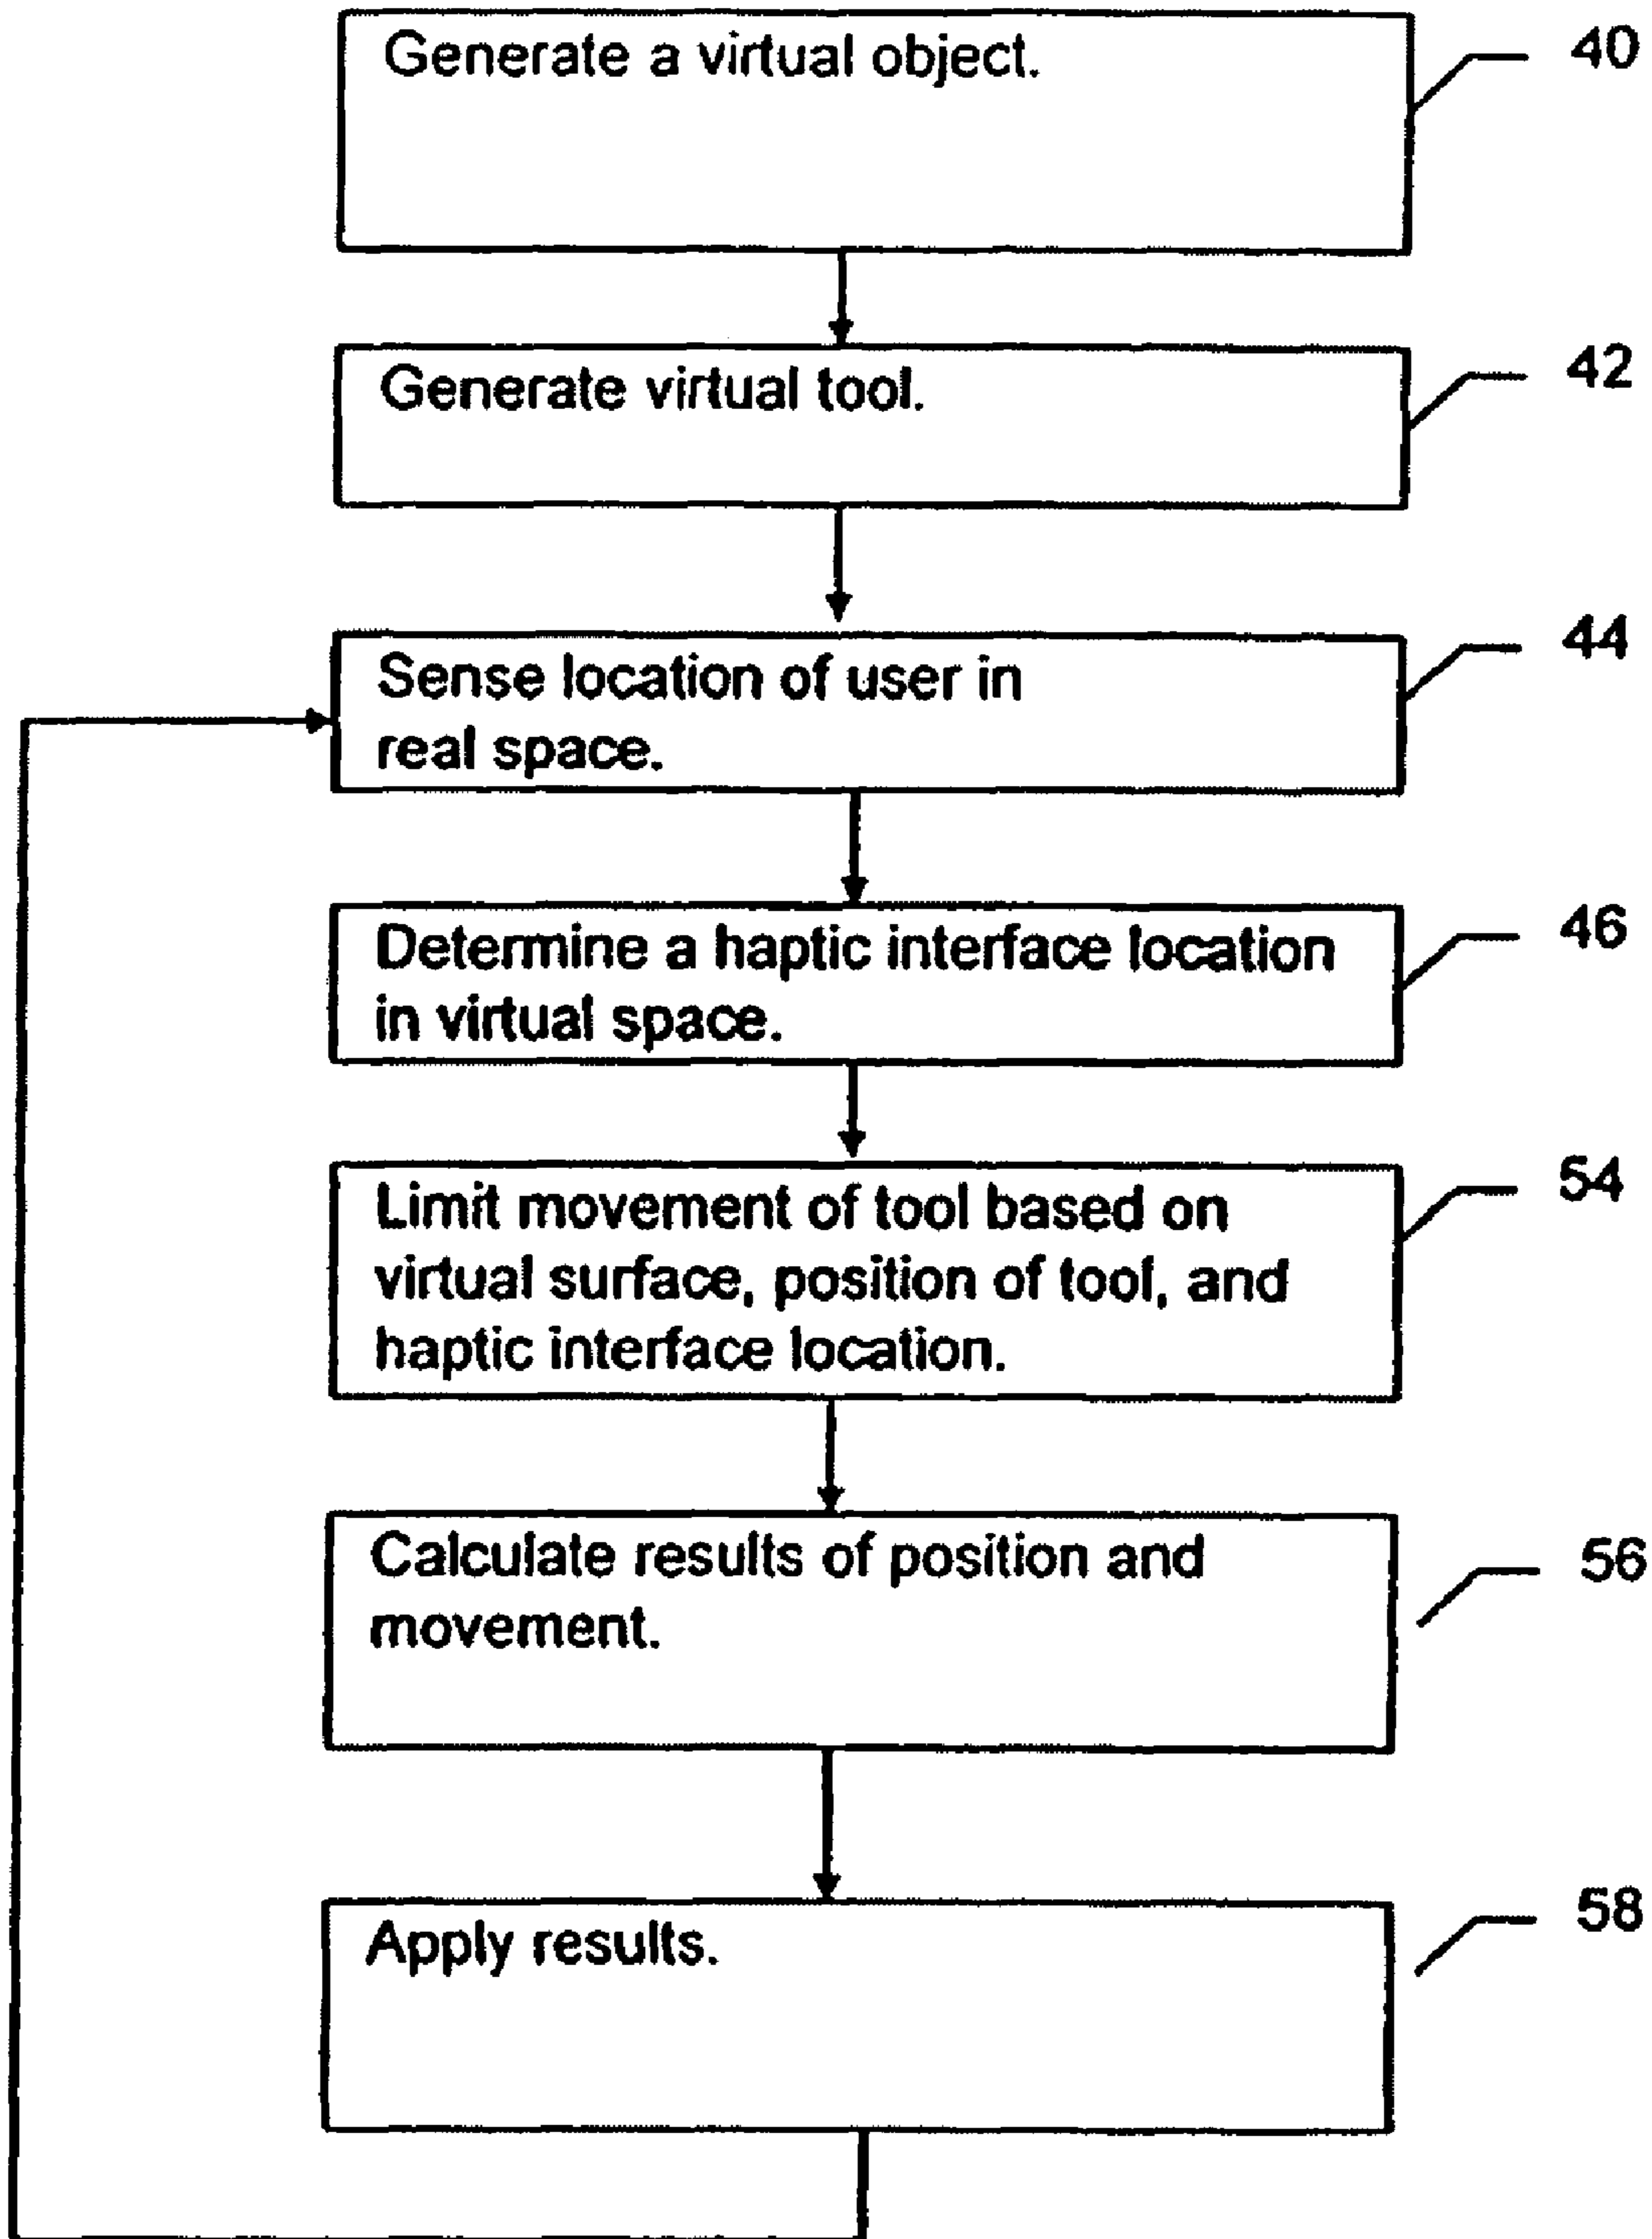 Generate a virtual object.
40
Generate virtual tool.
42
Sense location of user in
real space.
44
Determine a haptic interface location
in virtual space.
46
Limit movement of tool based on
virtual surface, position of tool, and
haptic interface location.
54
Calculate results of position and
movement.
56
Apply results.
58